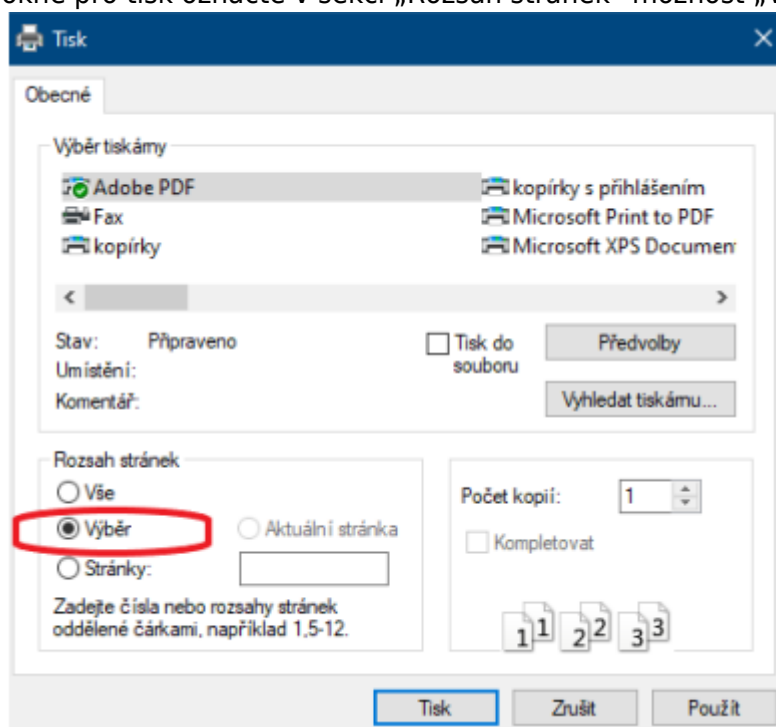 okně pro tisk označte v sekci „Rozsah stránek“ možnost
Tisk
Obecné
Výběr tiskárny
Adobe PDF
Fax
kopírky
kopírky s přihlášením
Microsoft Print to PDF
Microsoft XPS Documen
Stav: Připraveno
Umístění:
Komentář:
Tisk do
souboru
Předvolby
Vyhledat tiskárnu...
Rozsah stránek
Vše
Výběr
Aktuální stránka
Stránky:
Zadejte čísla nebo rozsahy stránek
oddělené čárkami, například 1,5-12.
Počet kopií: 1
Kompletovat
1 1 2 2 3 3
Tisk Zrušit Použít